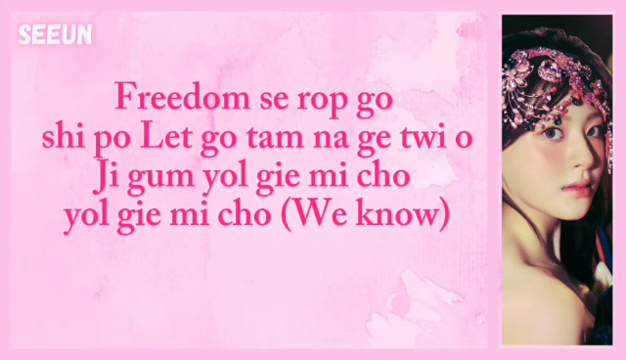 SEEUN
Freedom se rop go
shi po Let go tam na ge twi o
Ji gum yol gie mi cho
yol gie mi cho (We know)